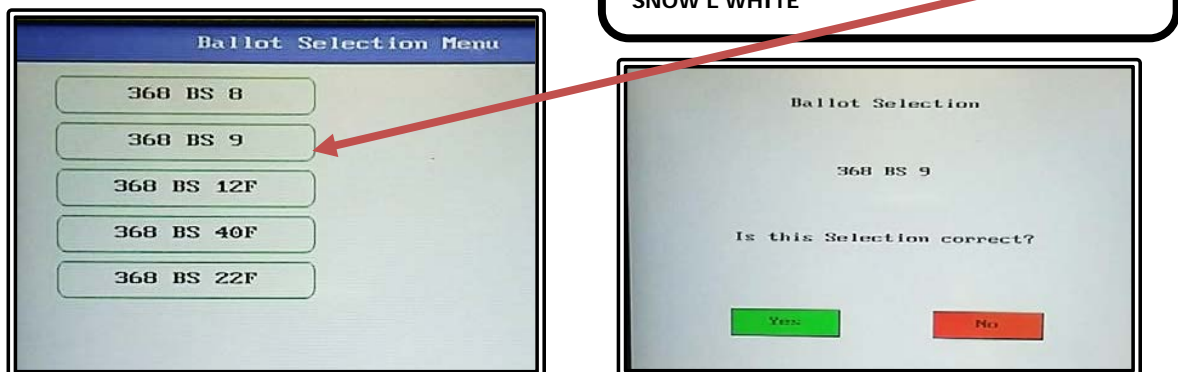 SNOW L WHITE
Ballot Selection Menu
368 BS 8
368 BS 9
368 BS 12F
368 BS 40F
368 BS 22F
Ballot Selection
368 BS 9
Is this Selection correct?
Yes
No